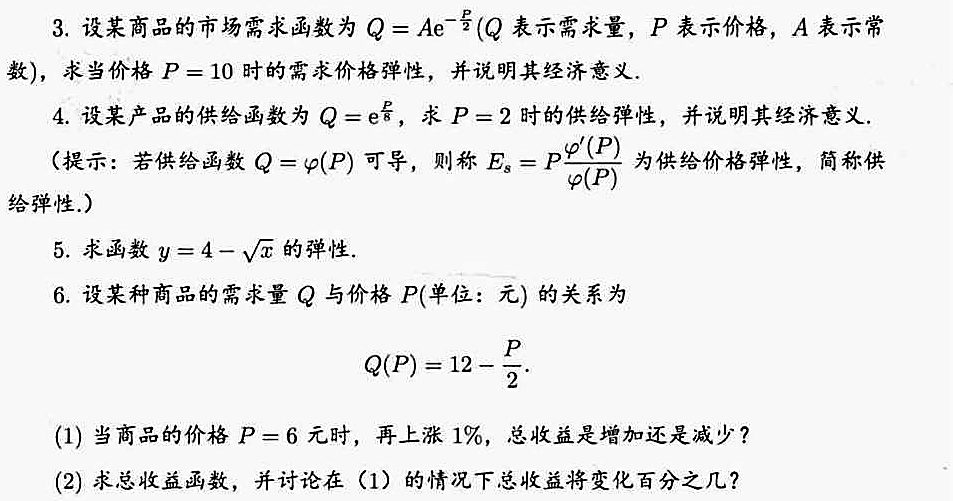 3. 设某商品的市场需求函数为 Q = Ae^{-\frac{P}{2}}(Q 表示需求量，P 表示价格，A 表示常
数)，求当价格 P = 10 时的需求价格弹性，并说明其经济意义.
4. 设某产品的供给函数为 Q = e^{\frac{P}{8}}，求 P = 2 时的供给弹性，并说明其经济意义.
（提示：若供给函数 Q = φ(P) 可导，则称 E_s = P\frac{φ'(P)}{φ(P)} 为供给价格弹性，简称供
给弹性.）
5. 求函数 y = 4 - \sqrt{x} 的弹性.
6. 设某种商品的需求量 Q 与价格 P(单位：元) 的关系为
Q(P) = 12 - \frac{P}{2}.
(1) 当商品的价格 P = 6 元时，再上涨 1%，总收益是增加还是减少？
(2) 求总收益函数，并讨论在（1）的情况下总收益将变化百分之几？